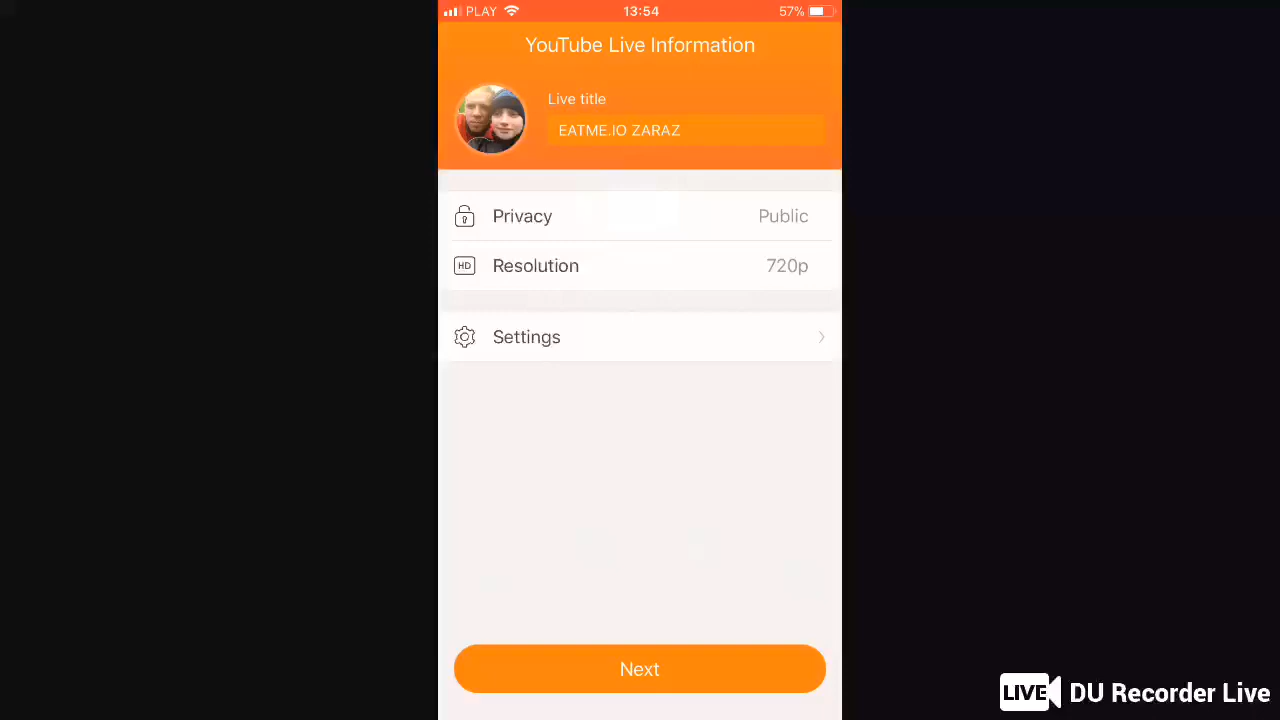 PLAY 13:54 57%
YouTube Live Information
Live title
EATME.IO ZARAZ
Privacy Public
HD Resolution 720p
Settings
Next
LIVE DU Recorder Live